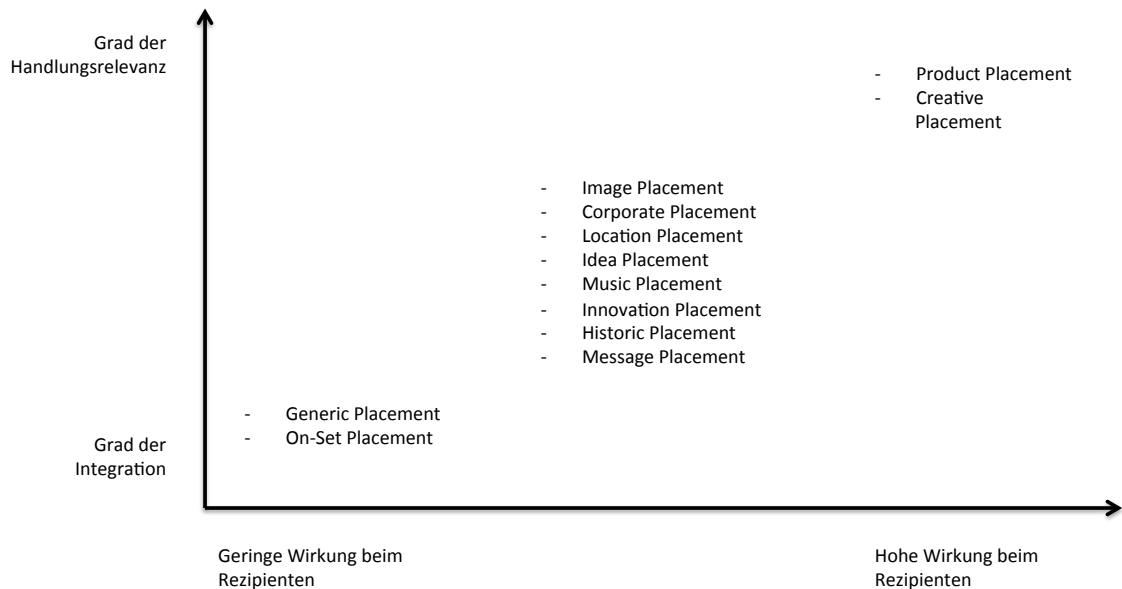 Grad der
Handlungsrelevanz
- Product Placement
- Creative
Placement
- Image Placement
- Corporate Placement
- Location Placement
- Idea Placement
- Music Placement
- Innovation Placement
- Historic Placement
- Message Placement
- Generic Placement
- On-Set Placement
Grad der
Integration
Geringe Wirkung beim
Rezipienten
Hohe Wirkung beim
Rezipienten